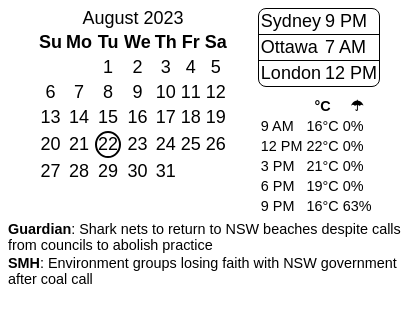 August 2023
Su Mo Tu We Th Fr Sa
1 2 3 4 5
6 7 8 9 10 11 12
13 14 15 16 17 18 19
20 21 22 23 24 25 26
27 28 29 30 31
Sydney 9 PM
Ottawa 7 AM
London 12 PM
°C ☂
9 AM 16°C 0%
12 PM 22°C 0%
3 PM 21°C 0%
6 PM 19°C 0%
9 PM 16°C 63%
Guardian: Shark nets to return to NSW beaches despite calls
from councils to abolish practice
SMH: Environment groups losing faith with NSW government
after coal call